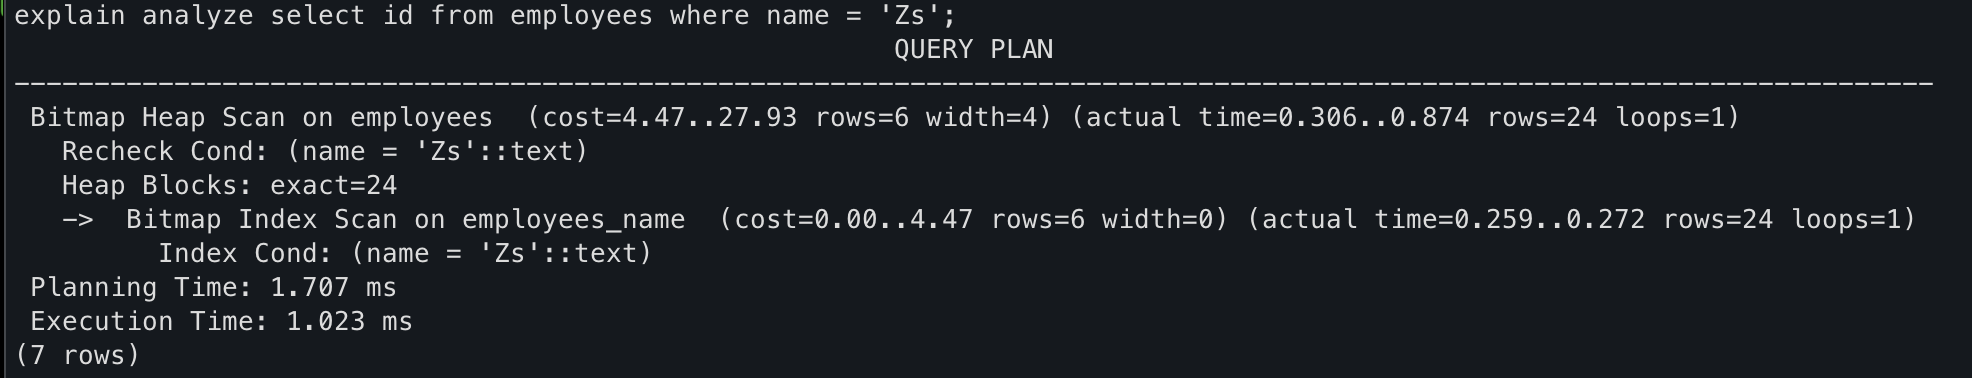 explain analyze select id from employees where name = 'Zs';
QUERY PLAN
------------------------------------------------------------------------------------------------------------------------
Bitmap Heap Scan on employees  (cost=4.47..27.93 rows=6 width=4) (actual time=0.306..0.874 rows=24 loops=1)
Recheck Cond: (name = 'Zs'::text)
Heap Blocks: exact=24
->  Bitmap Index Scan on employees_name  (cost=0.00..4.47 rows=6 width=0) (actual time=0.259..0.272 rows=24 loops=1)
Index Cond: (name = 'Zs'::text)
Planning Time: 1.707 ms
Execution Time: 1.023 ms
(7 rows)